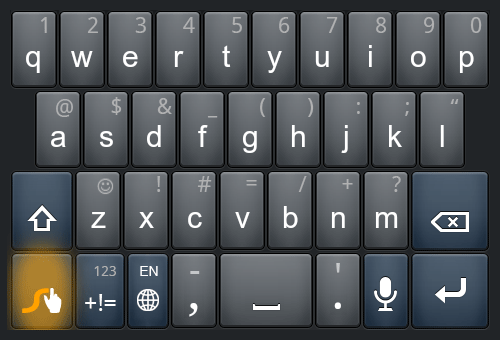 1 2 3 4 5 6 7 8 9 0
q w e r t y u i o p
@ $ & _ ( ) : ; “
a s d f g h j k l
! # = / + ?
z x c v b n m
123 EN - '
+!= , .